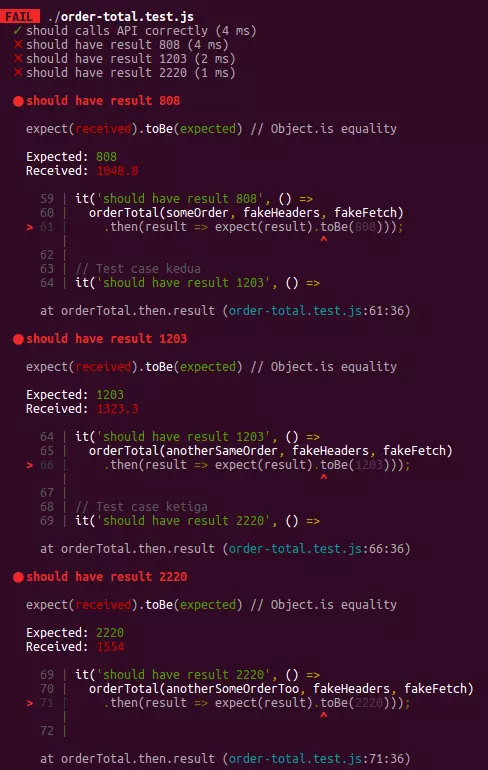 FAIL ./order-total.test.js
✓ should calls API correctly (4 ms)
✕ should have result 808 (4 ms)
✕ should have result 1203 (2 ms)
✕ should have result 2220 (1 ms)
● should have result 808
expect(received).toBe(expected) // Object.is equality
Expected: 808
Received: 1048.8
59 | it('should have result 808', () =>
60 | orderTotal(someOrder, fakeHeaders, fakeFetch)
> 61 | .then(result => expect(result).toBe(808)));
| ^
62 |
63 | // Test case kedua
64 | it('should have result 1203', () =>
at orderTotal.then.result (order-total.test.js:61:36)
● should have result 1203
expect(received).toBe(expected) // Object.is equality
Expected: 1203
Received: 1323.3
64 | it('should have result 1203', () =>
65 | orderTotal(anotherSameOrder, fakeHeaders, fakeFetch)
> 66 | .then(result => expect(result).toBe(1203)));
| ^
67 |
68 | // Test case ketiga
69 | it('should have result 2220', () =>
at orderTotal.then.result (order-total.test.js:66:36)
● should have result 2220
expect(received).toBe(expected) // Object.is equality
Expected: 2220
Received: 1554
69 | it('should have result 2220', () =>
70 | orderTotal(anotherSomeOrderToo, fakeHeaders, fakeFetch)
> 71 | .then(result => expect(result).toBe(2220)));
| ^
72 |
at orderTotal.then.result (order-total.test.js:71:36)